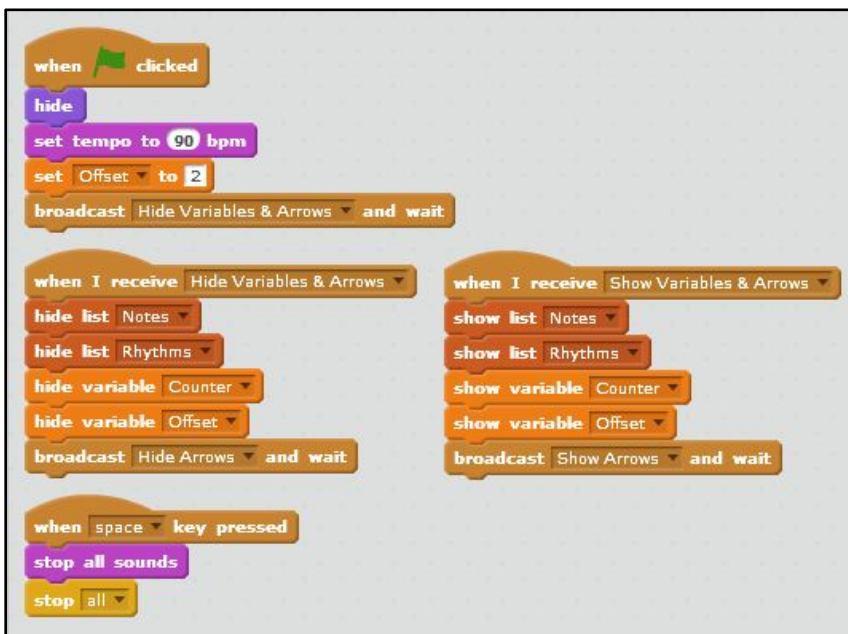 when clicked
hide
set tempo to 90 bpm
set Offset to 2
broadcast Hide Variables & Arrows and wait
when I receive Hide Variables & Arrows
hide list Notes
hide list Rhythms
hide variable Counter
hide variable Offset
broadcast Hide Arrows and wait
when I receive Show Variables & Arrows
show list Notes
show list Rhythms
show variable Counter
show variable Offset
broadcast Show Arrows and wait
when space key pressed
stop all sounds
stop all